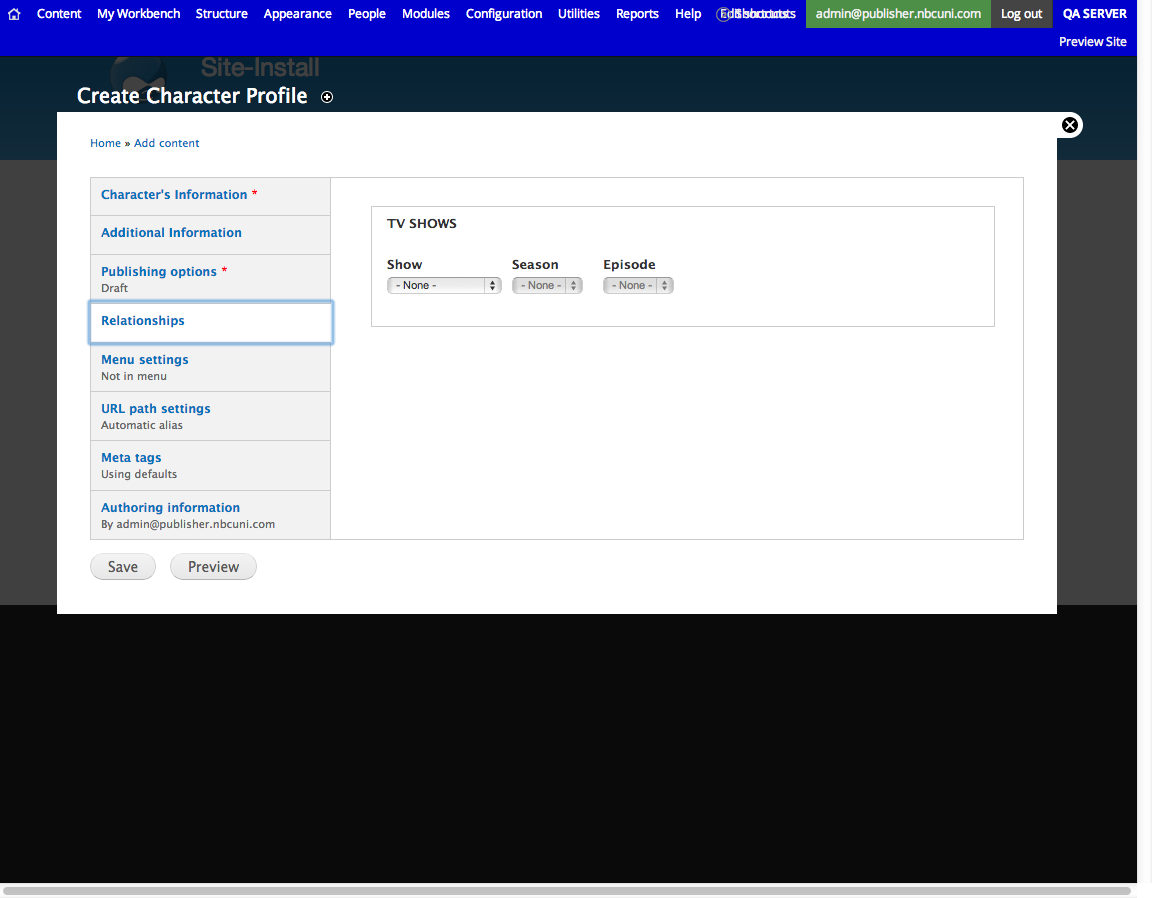 Content My Workbench Structure Appearance People Modules Configuration Utilities Reports Help admin@publisher.nbcuni.com Log out QA SERVER
Preview Site
Site-Install
Create Character Profile
Home » Add content
Character's Information *
Additional Information
Publishing options *
Draft
Relationships
Menu settings
Not in menu
URL path settings
Automatic alias
Meta tags
Using defaults
Authoring information
By admin@publisher.nbcuni.com
TV SHOWS
Show Season Episode
- None - - None - - None -
Save Preview